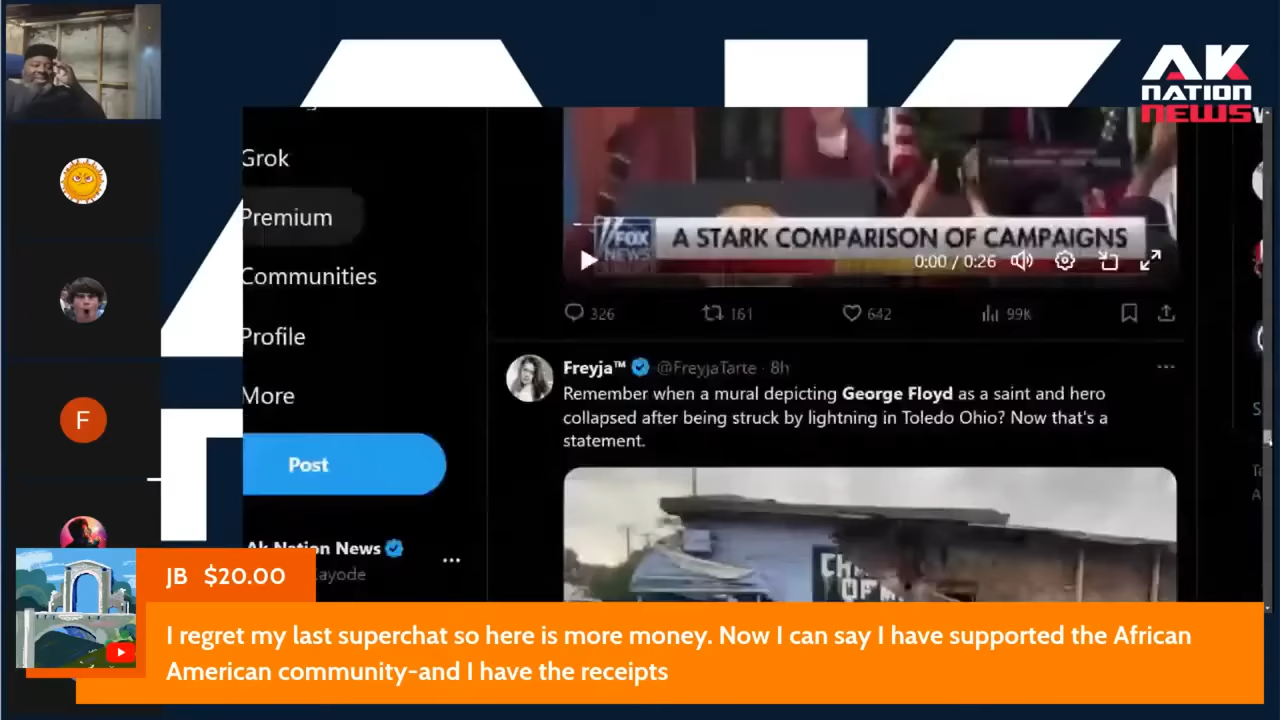 AK
NATION
NEWS
Grok
Premium
Communities
Profile
More
Post
Ak Nation News
kayode
FOX
NEWS
A STARK COMPARISON OF CAMPAIGNS
0:00 / 0:26
326
161
642
99K
Freyja™ @FreyjaTarte · 8h
Remember when a mural depicting George Floyd as a saint and hero
collapsed after being struck by lightning in Toledo Ohio? Now that's a
statement.
F
JB $20.00
I regret my last superchat so here is more money. Now I can say I have supported the African
American community-and I have the receipts